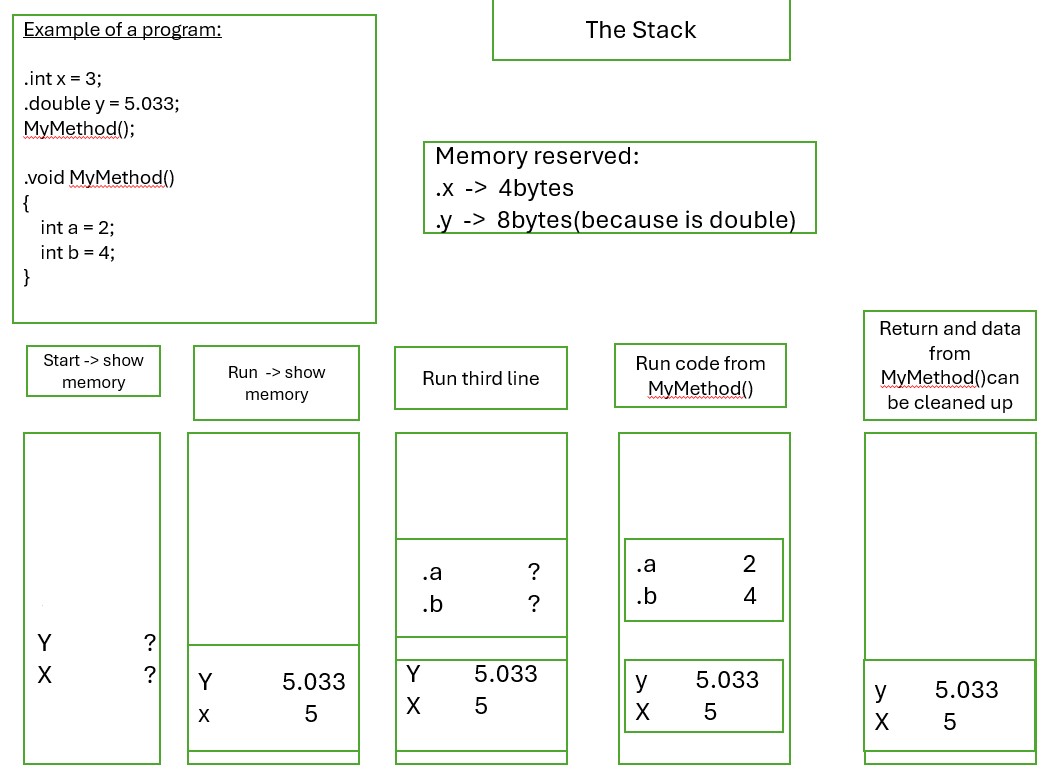 The Stack
Example of a program:
.int x = 3;
.double y = 5.033;
MyMethod();
.void MyMethod()
{
int a = 2;
int b = 4;
}
Memory reserved:
.x -> 4bytes
.y -> 8bytes(because is double)
Start -> show
memory
Y ?
X ?
Run -> show
memory
Y 5.033
x 5
Run third line
.a ?
.b ?
Y 5.033
X 5
Run code from
MyMethod()
.a 2
.b 4
y 5.033
X 5
Return and data
from
MyMethod()can
be cleaned up
y 5.033
X 5